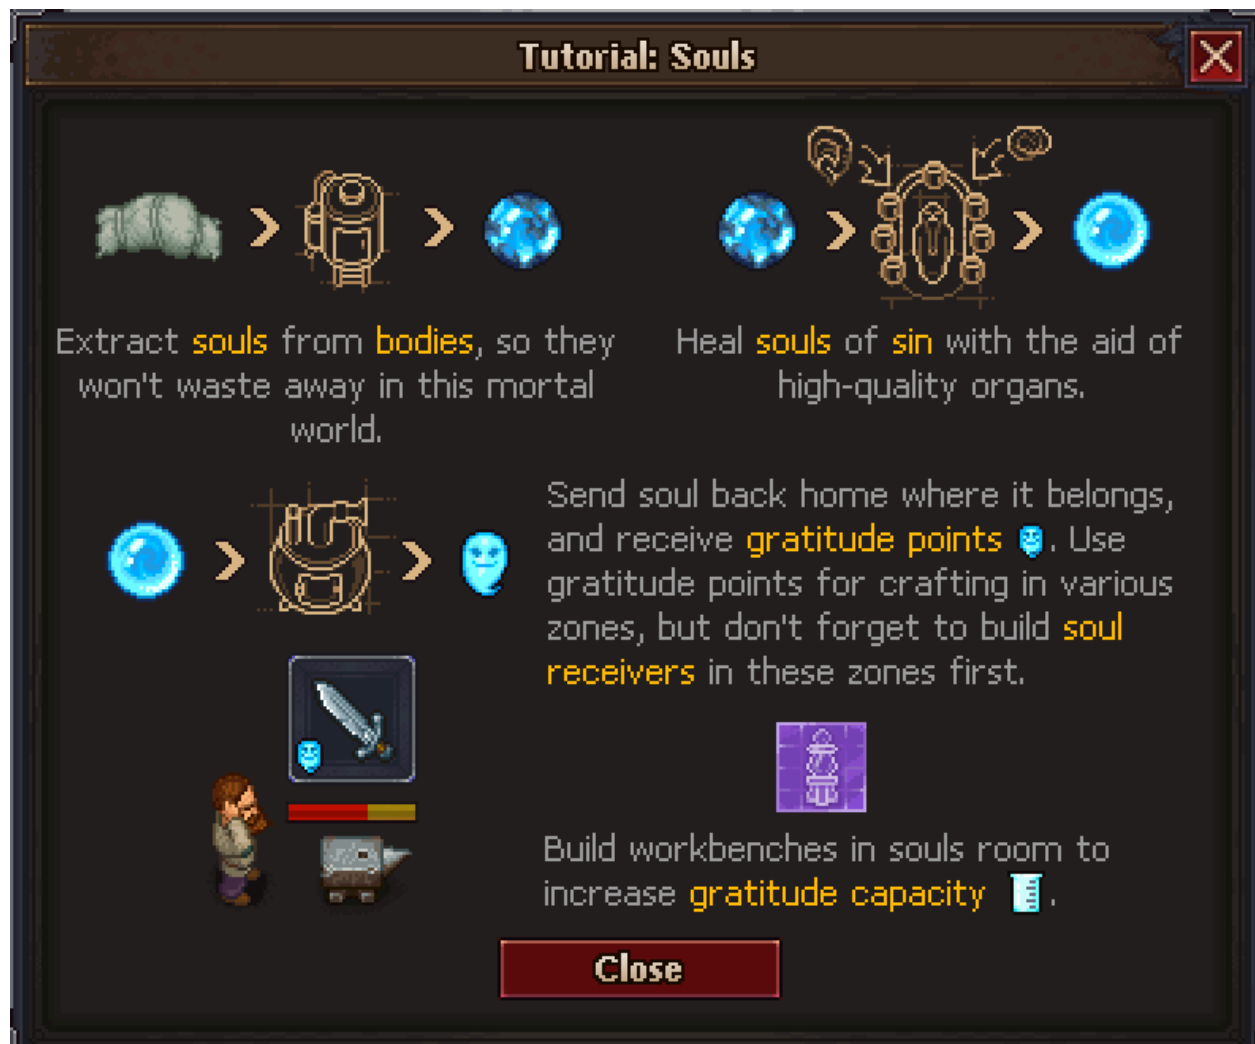 Tutorial: Souls
Extract souls from bodies, so they
won't waste away in this mortal
world.
Heal souls of sin with the aid of
high-quality organs.
Send soul back home where it belongs,
and receive gratitude points . Use
gratitude points for crafting in various
zones, but don't forget to build soul
receivers in these zones first.
Build workbenches in souls room to
increase gratitude capacity .
Close